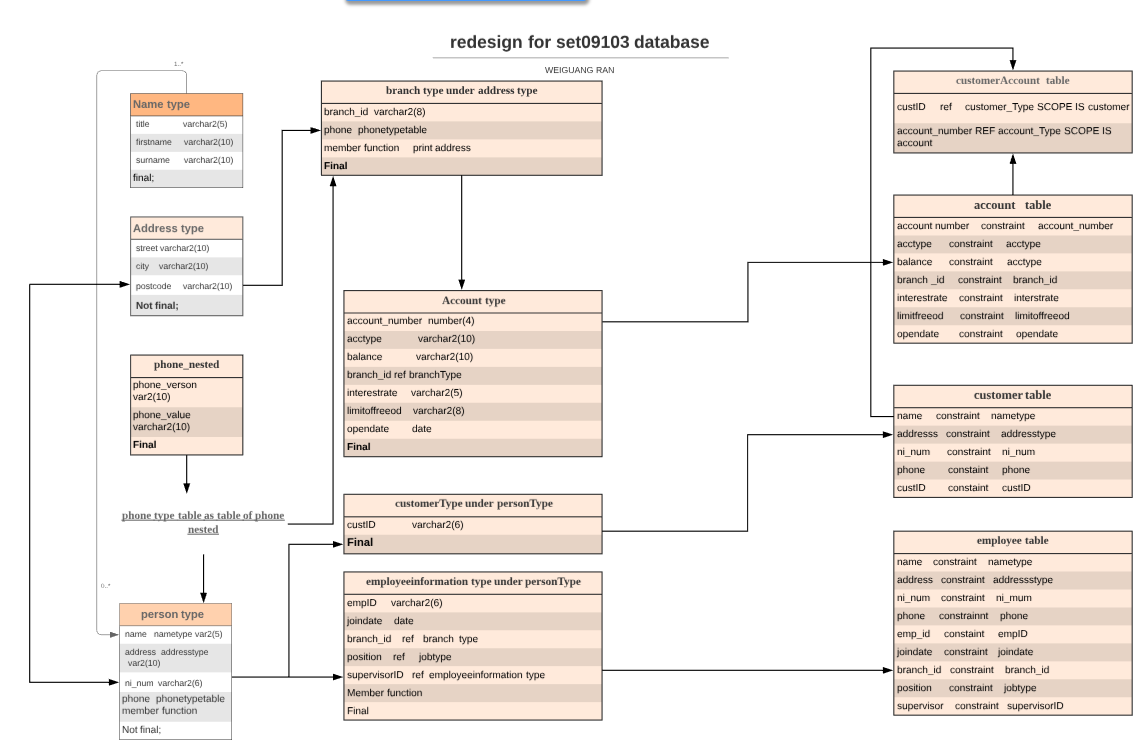 redesign for set09103 database
WEIGUANG RAN
1..*
Name type
title varchar2(5)
firstname varchar2(10)
surname varchar2(10)
final;
Address type
street varchar2(10)
city varchar2(10)
postcode varchar2(10)
Not final;
phone_nested
phone_verson
var2(10)
phone_value
varchar2(10)
Final
phone type table as table of phone
nested
0..*
person type
name nametype var2(5)
address addresstype
var2(10)
ni_num varchar2(6)
phone phonetypetable
member function
Not final;
branch type under address type
branch_id varchar2(8)
phone phonetypetable
member function print address
Final
Account type
account_number number(4)
acctype varchar2(10)
balance varchar2(10)
branch_id ref branchType
interestrate varchar2(5)
limitoffreeod varchar2(8)
opendate date
Final
customerType under personType
custID varchar2(6)
Final
employeeinformation type under personType
empID varchar2(6)
joindate date
branch_id ref branch type
position ref jobtype
supervisorID ref employeeinformation type
Member function
Final
customerAccount table
custID ref customer_Type SCOPE IS customer
account_number REF account_Type SCOPE IS
account
account table
account number constraint account_number
acctype constraint acctype
balance constraint acctype
branch _id constraint branch_id
interestrate constraint interstrate
limitfreeod constraint limitoffreeod
opendate constraint opendate
customer table
name constraint nametype
addresss constraint addresstype
ni_num constraint ni_num
phone constaint phone
custID constraint custID
employee table
name constraint nametype
address constraint addressstype
ni_num constraint ni_mum
phone constrainnt phone
emp_id constaint empID
joindate constraint joindate
branch_id constraint branch_id
position constraint jobtype
supervisor constraint supervisorID